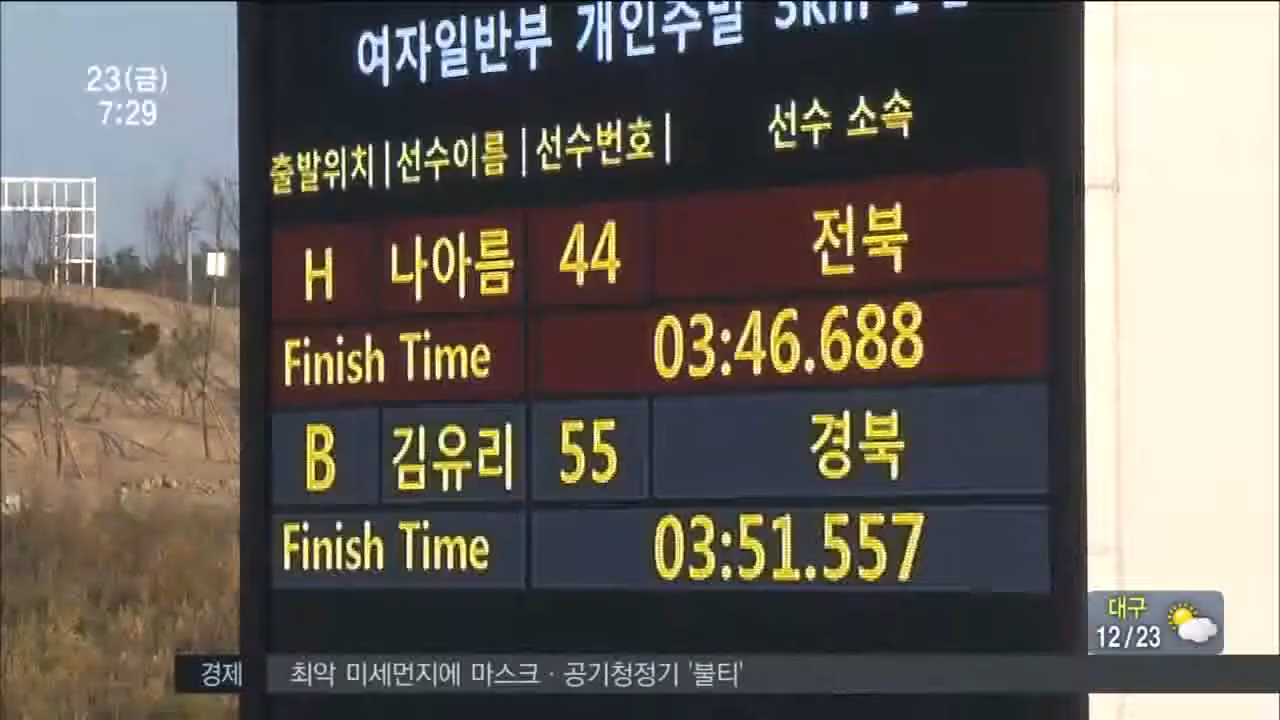 여자일반부 개인추발 3km
23(금)
7:29
출발위치|선수이름|선수번호| 선수 소속
H 나아름 44 전북
Finish Time 03:46.688
B 김유리 55 경북
Finish Time 03:51.557
대구
12/23
경제 최악 미세먼지에 마스크·공기청정기 '불티'